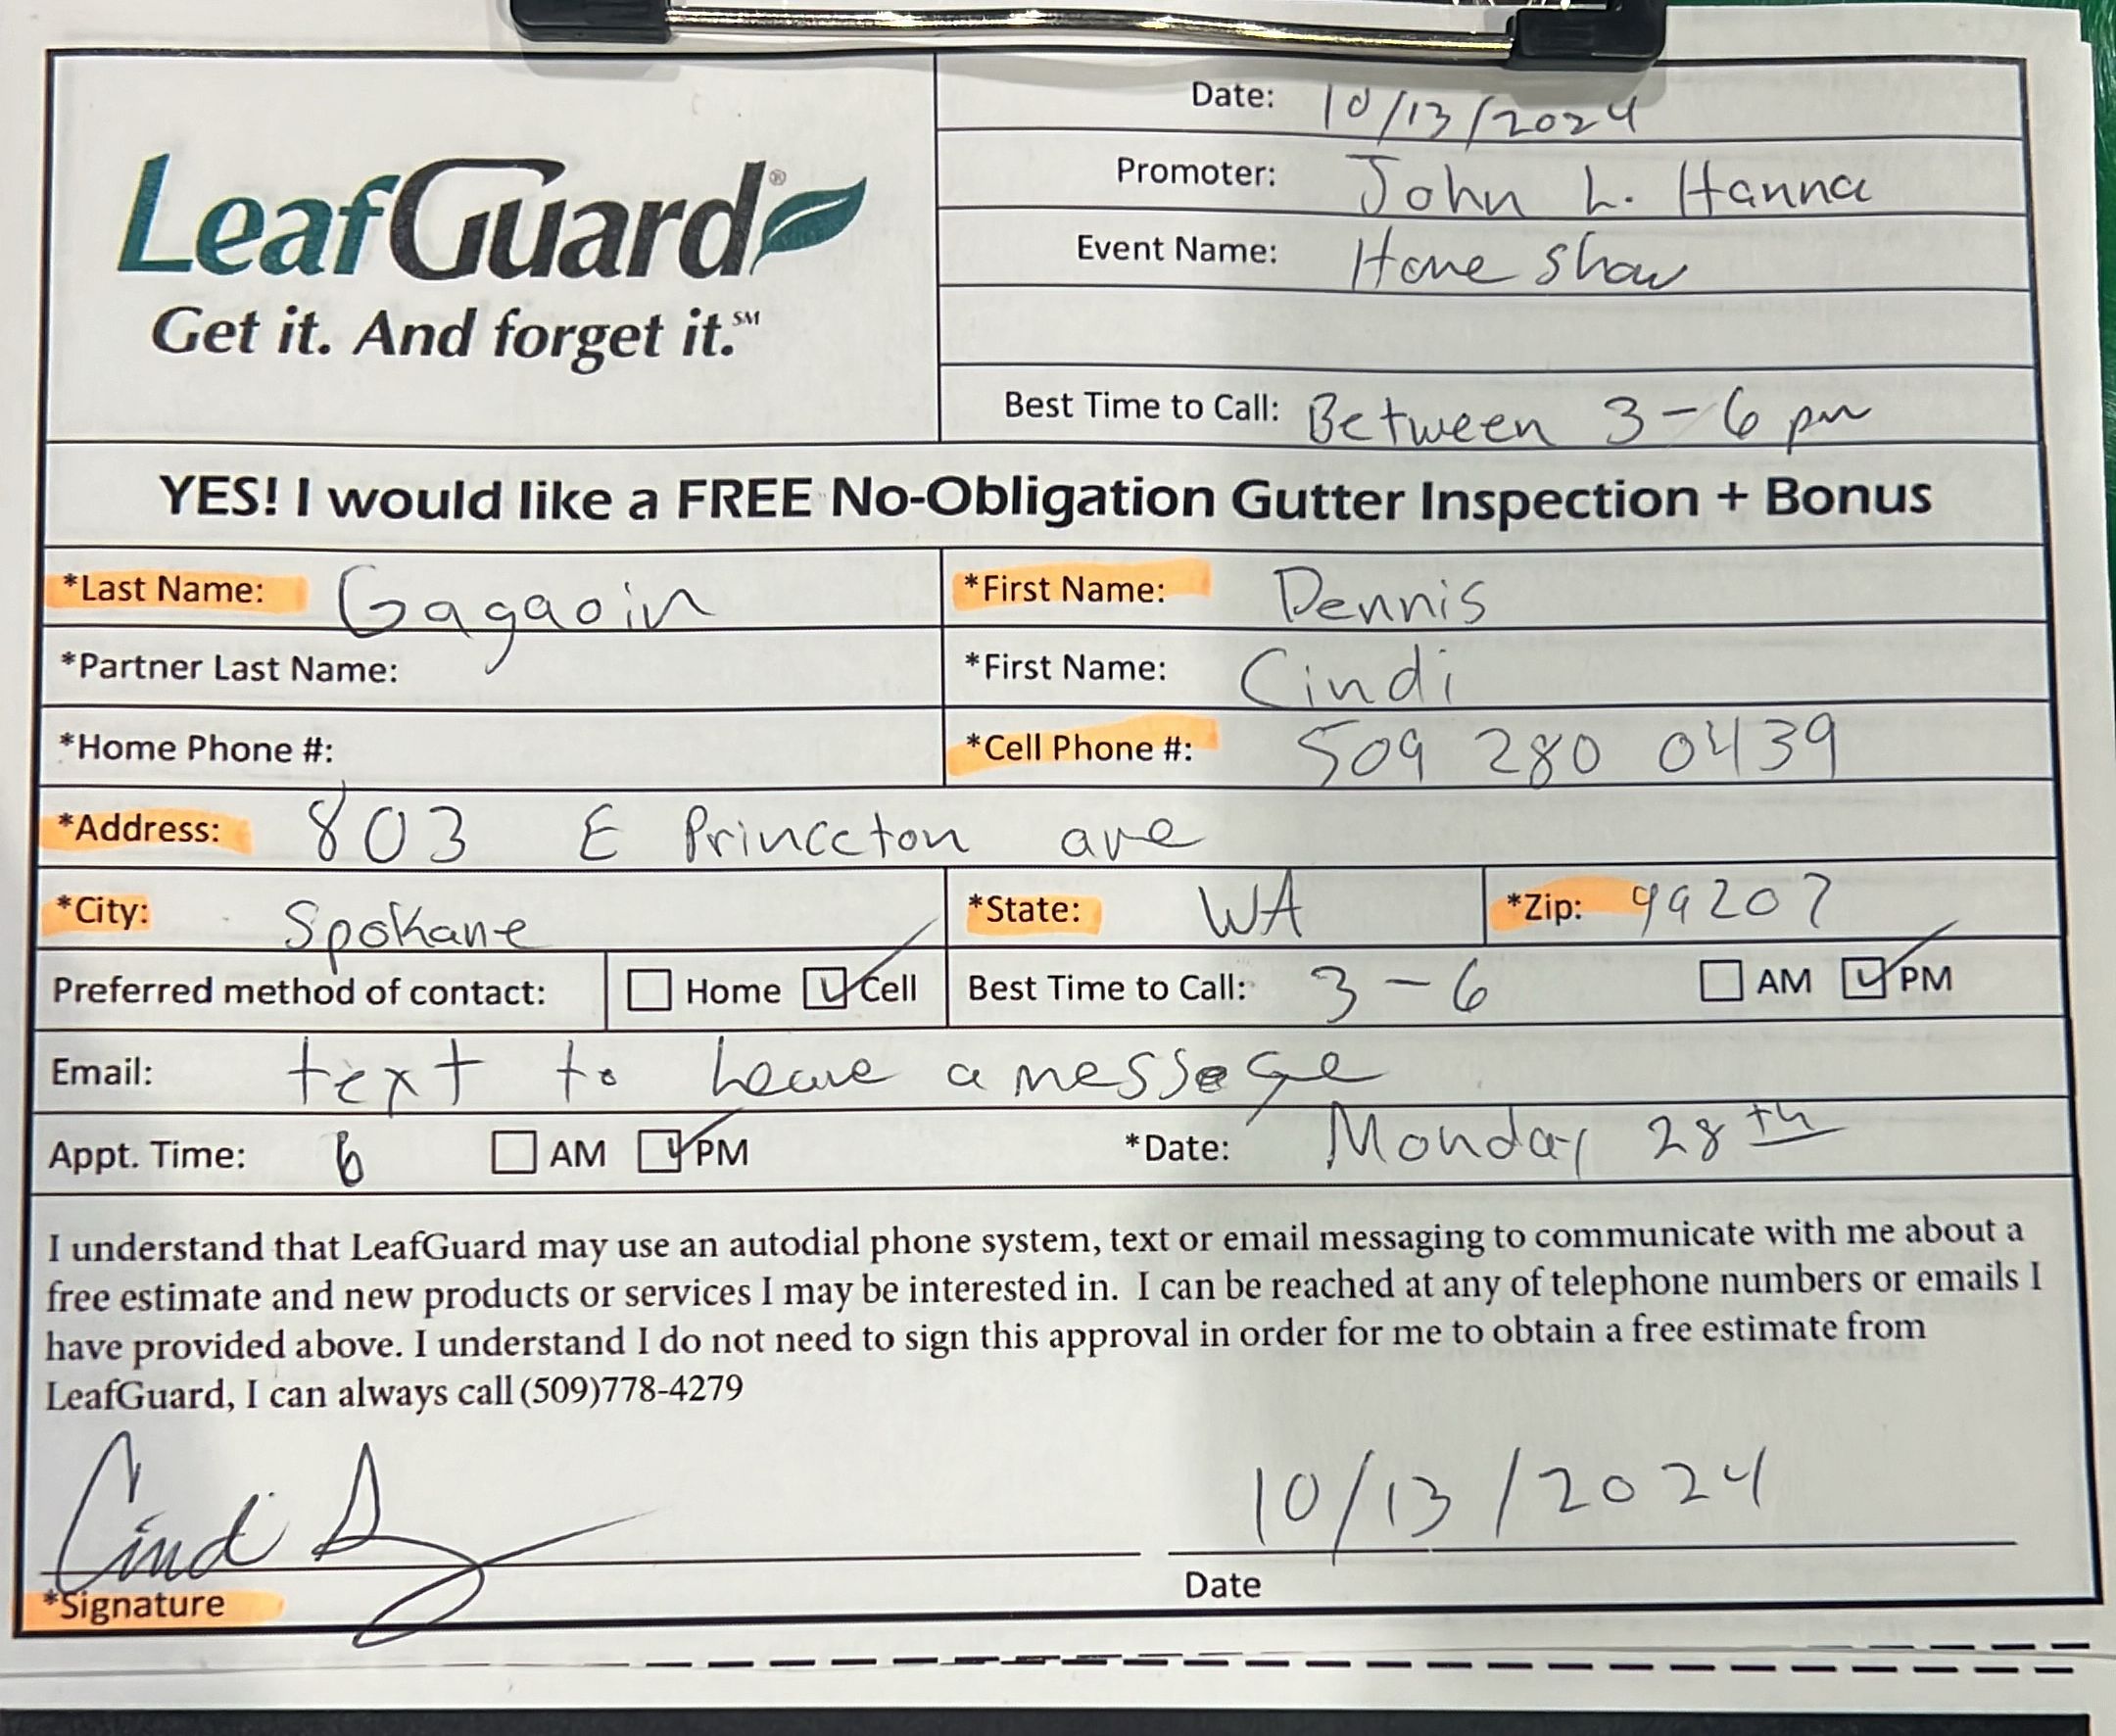 LeafGuard®
Get it. And forget it.℠
Date: 10/13/2024
Promoter: John L. Hanna
Event Name: Home show
Best Time to Call: Between 3-6 pm
YES! I would like a FREE No-Obligation Gutter Inspection + Bonus
*Last Name: Gagaoin *First Name: Dennis
*Partner Last Name: *First Name: Cindi
*Home Phone #: *Cell Phone #: 509 280 0439
*Address: 803 E Princeton ave
*City: Spokane *State: WA *Zip: 99207
Preferred method of contact: Home Cell Best Time to Call: 3-6 AM PM
Email: text to leave a message
Appt. Time: 6 AM PM *Date: Monday 28th
I understand that LeafGuard may use an autodial phone system, text or email messaging to communicate with me about a
free estimate and new products or services I may be interested in. I can be reached at any of telephone numbers or emails I
have provided above. I understand I do not need to sign this approval in order for me to obtain a free estimate from
LeafGuard, I can always call (509)778-4279
Cindi 10/13/2024
*Signature Date